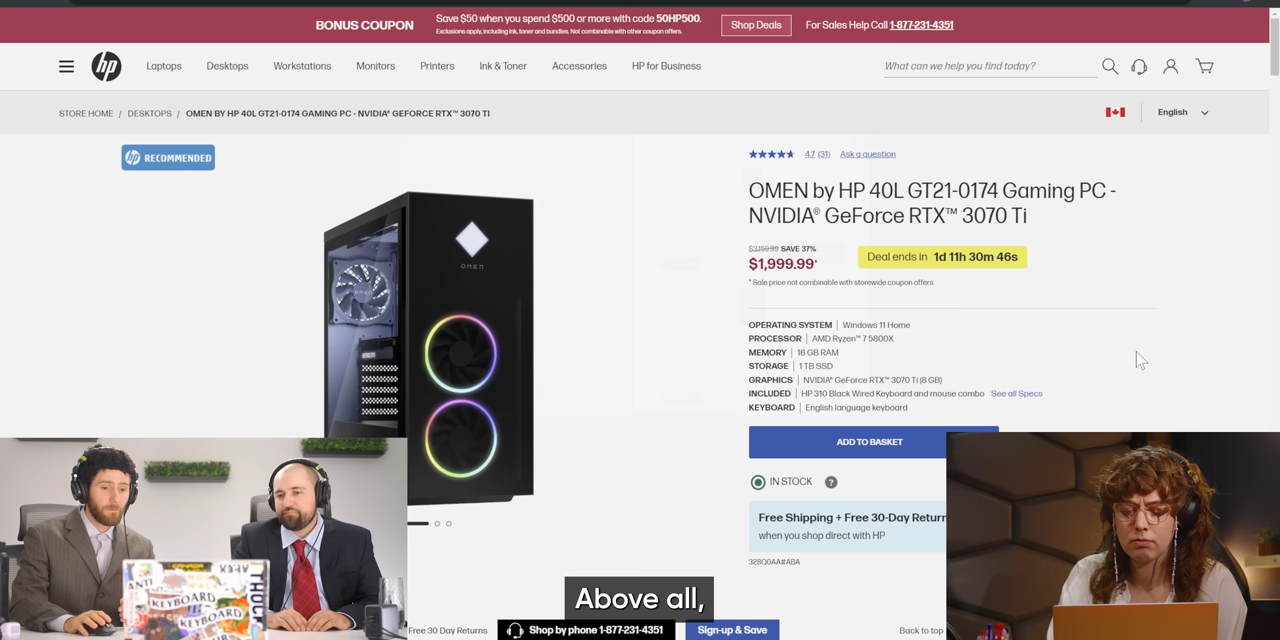 BONUS COUPON
Save $50 when you spend $500 or more with code 50HP500.
Exclusions apply, including ink, toner and bundles. Not combinable with other coupon offers.
Shop Deals
For Sales Help Call 1-877-231-4351
hp
Laptops
Desktops
Workstations
Monitors
Printers
Ink & Toner
Accessories
HP for Business
What can we help you find today?
STORE HOME / DESKTOPS / OMEN BY HP 40L GT21-0174 GAMING PC - NVIDIA® GEFORCE RTX™ 3070 TI
English
hp RECOMMENDED
4.7 (31) Ask a question
OMEN by HP 40L GT21-0174 Gaming PC -
NVIDIA® GeForce RTX™ 3070 Ti
$3,159.99 SAVE 37%
$1,999.99*
Deal ends in 1d 11h 30m 46s
* Sale price not combinable with storewide coupon offers.
OPERATING SYSTEM | Windows 11 Home
PROCESSOR | AMD Ryzen™ 7 5800X
MEMORY | 16 GB RAM
STORAGE | 1 TB SSD
GRAPHICS | NVIDIA® GeForce RTX™ 3070 Ti (8 GB)
INCLUDED | HP 310 Black Wired Keyboard and mouse combo See all Specs
KEYBOARD | English language keyboard
ADD TO BASKET
IN STOCK ?
Free Shipping + Free 30-Day Return
when you shop direct with HP
328Q0AA#ABA
OMEN
KEYBOARD
KEYBOARD
Above all,
Free 30 Day Returns
Shop by phone 1-877-231-4351
Sign-up & Save
Back to top